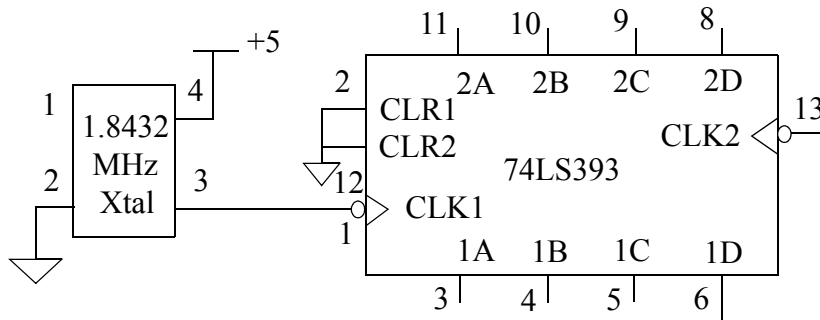 11 10 9 8
+5
1 4 2 2A 2B 2C 2D
1.8432 CLR1 13
MHz CLR2 CLK2
2 Xtal 3 12 74LS393
1 CLK1
1A 1B 1C 1D
3 4 5 6